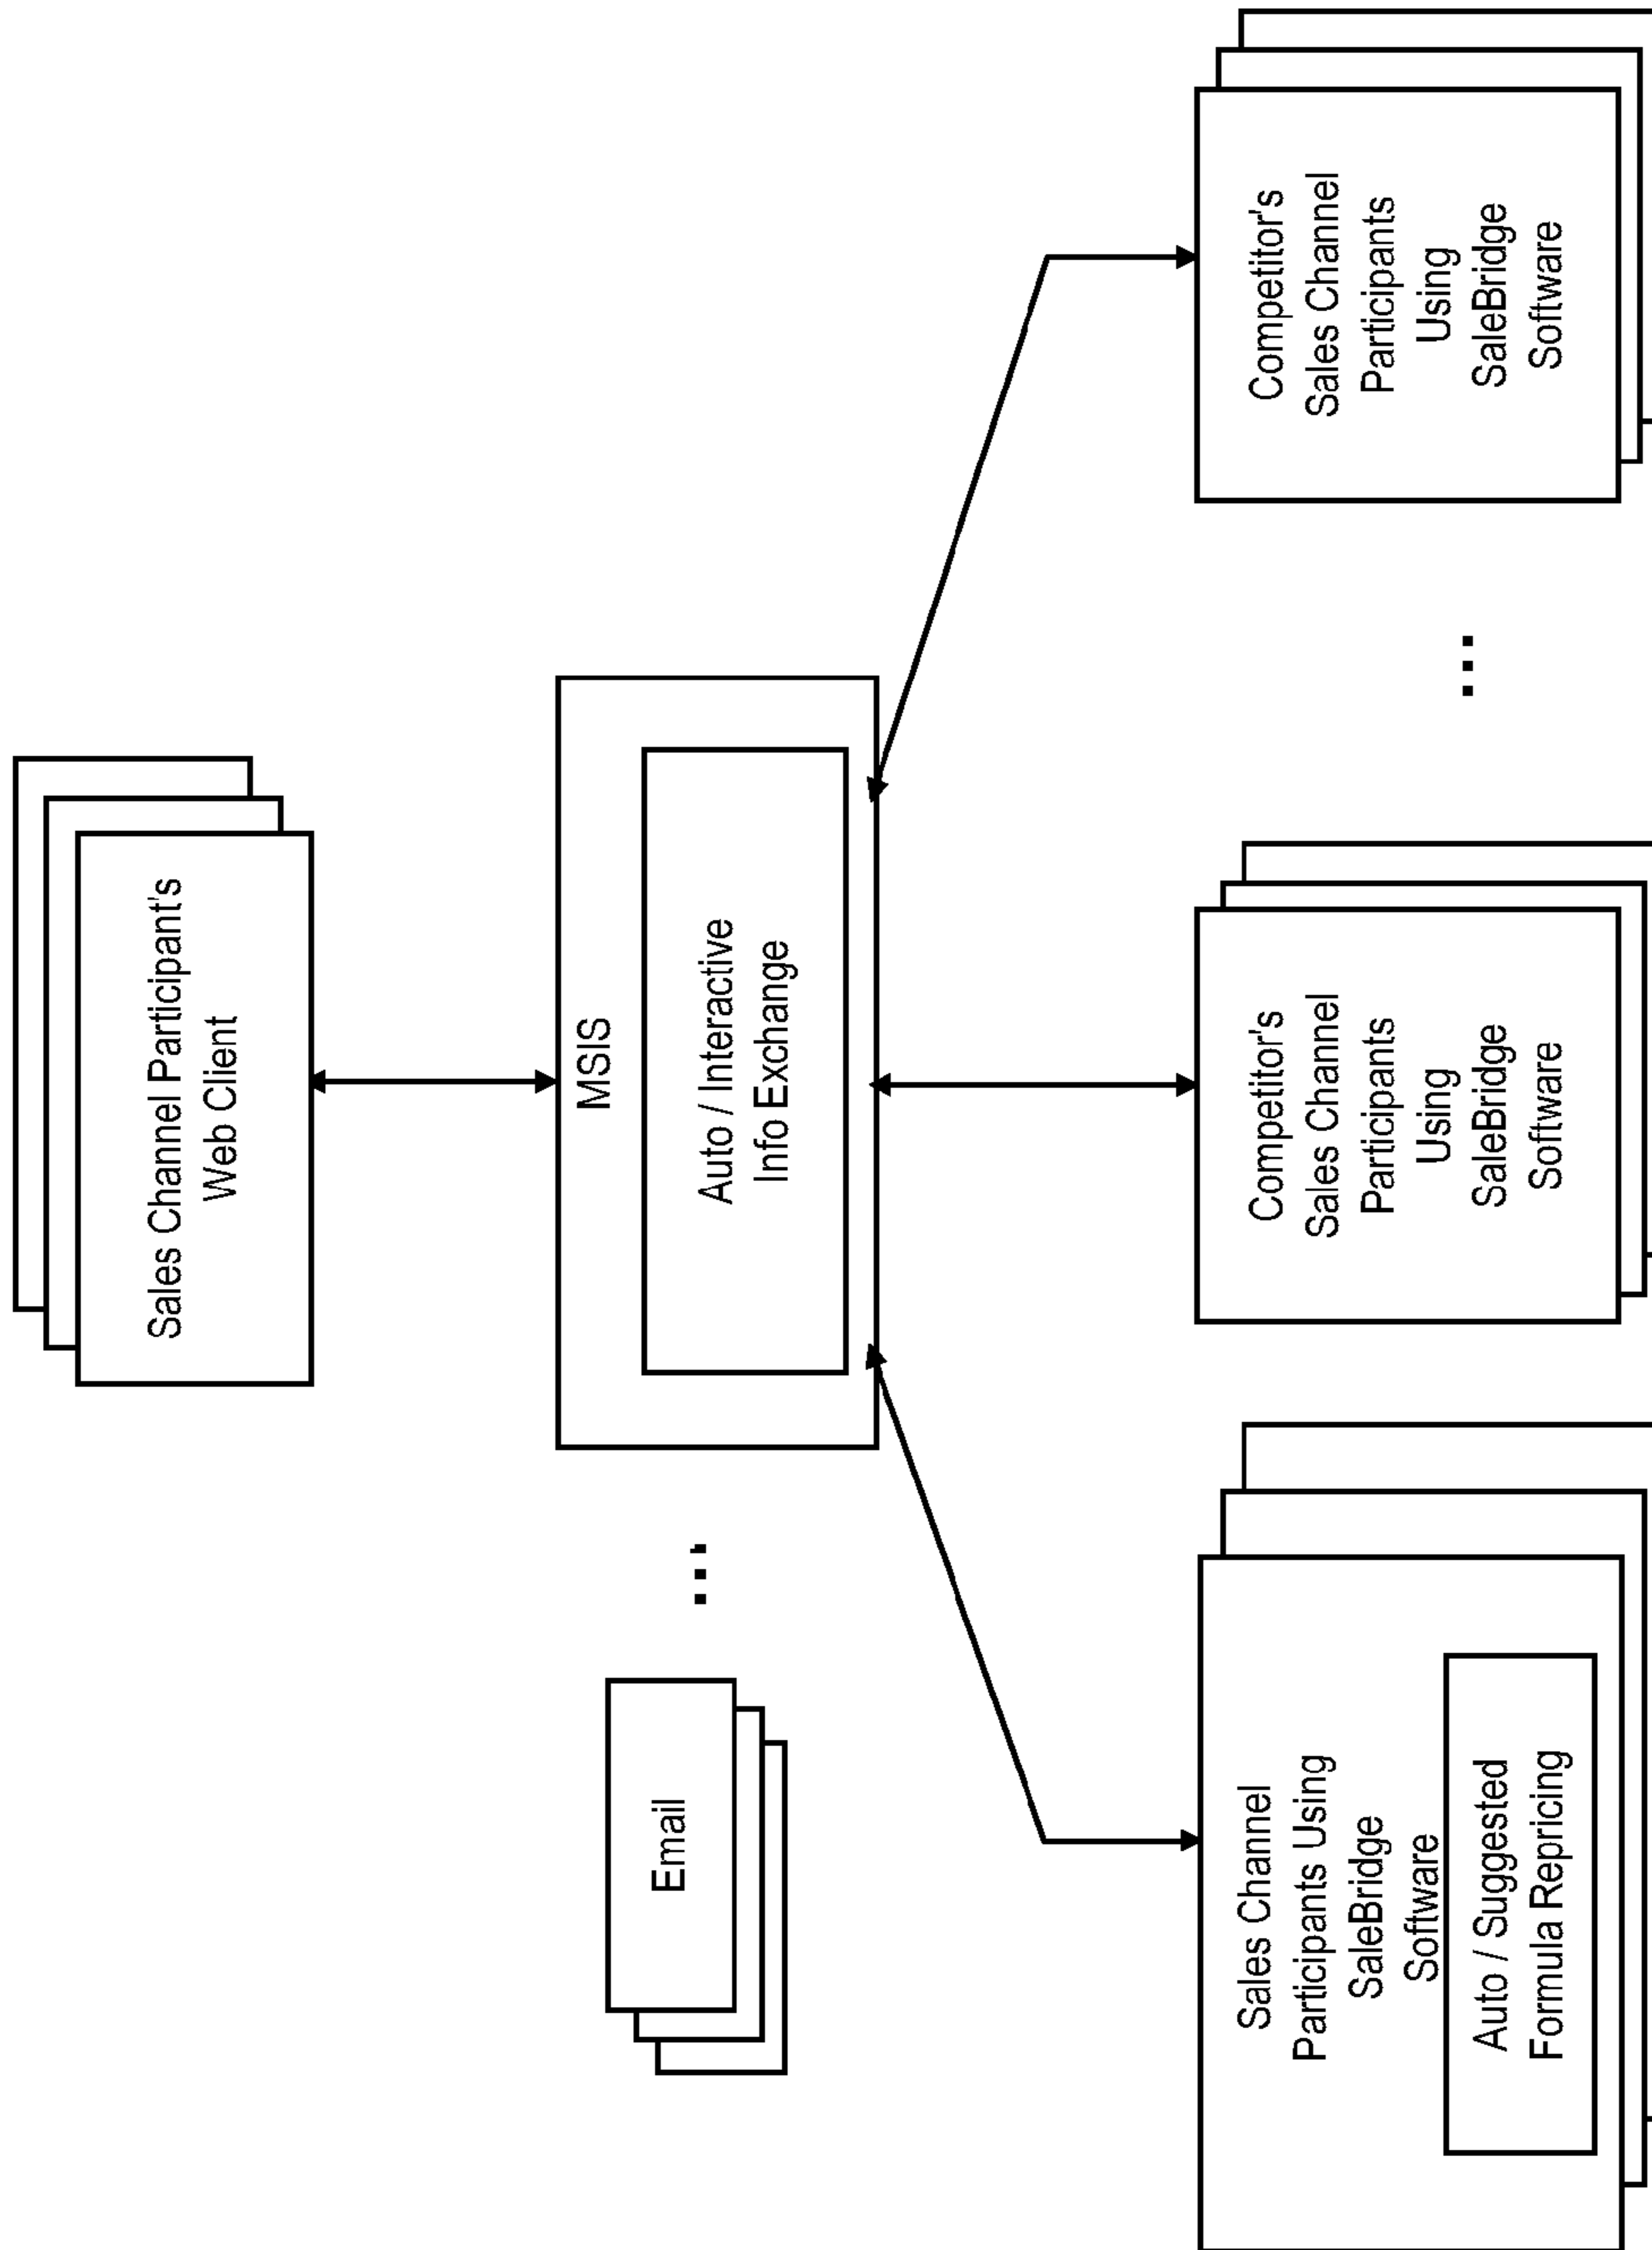 Sales Channel Participant's
Web Client
Email
...
MSIS
Auto / Interactive
Info Exchange
Sales Channel
Participants Using
SaleBridge
Software
Auto / Suggested
Formula Repricing
Competitor's
Sales Channel
Participants
Using
SaleBridge
Software
...
Competitor's
Sales Channel
Participants
Using
SaleBridge
Software